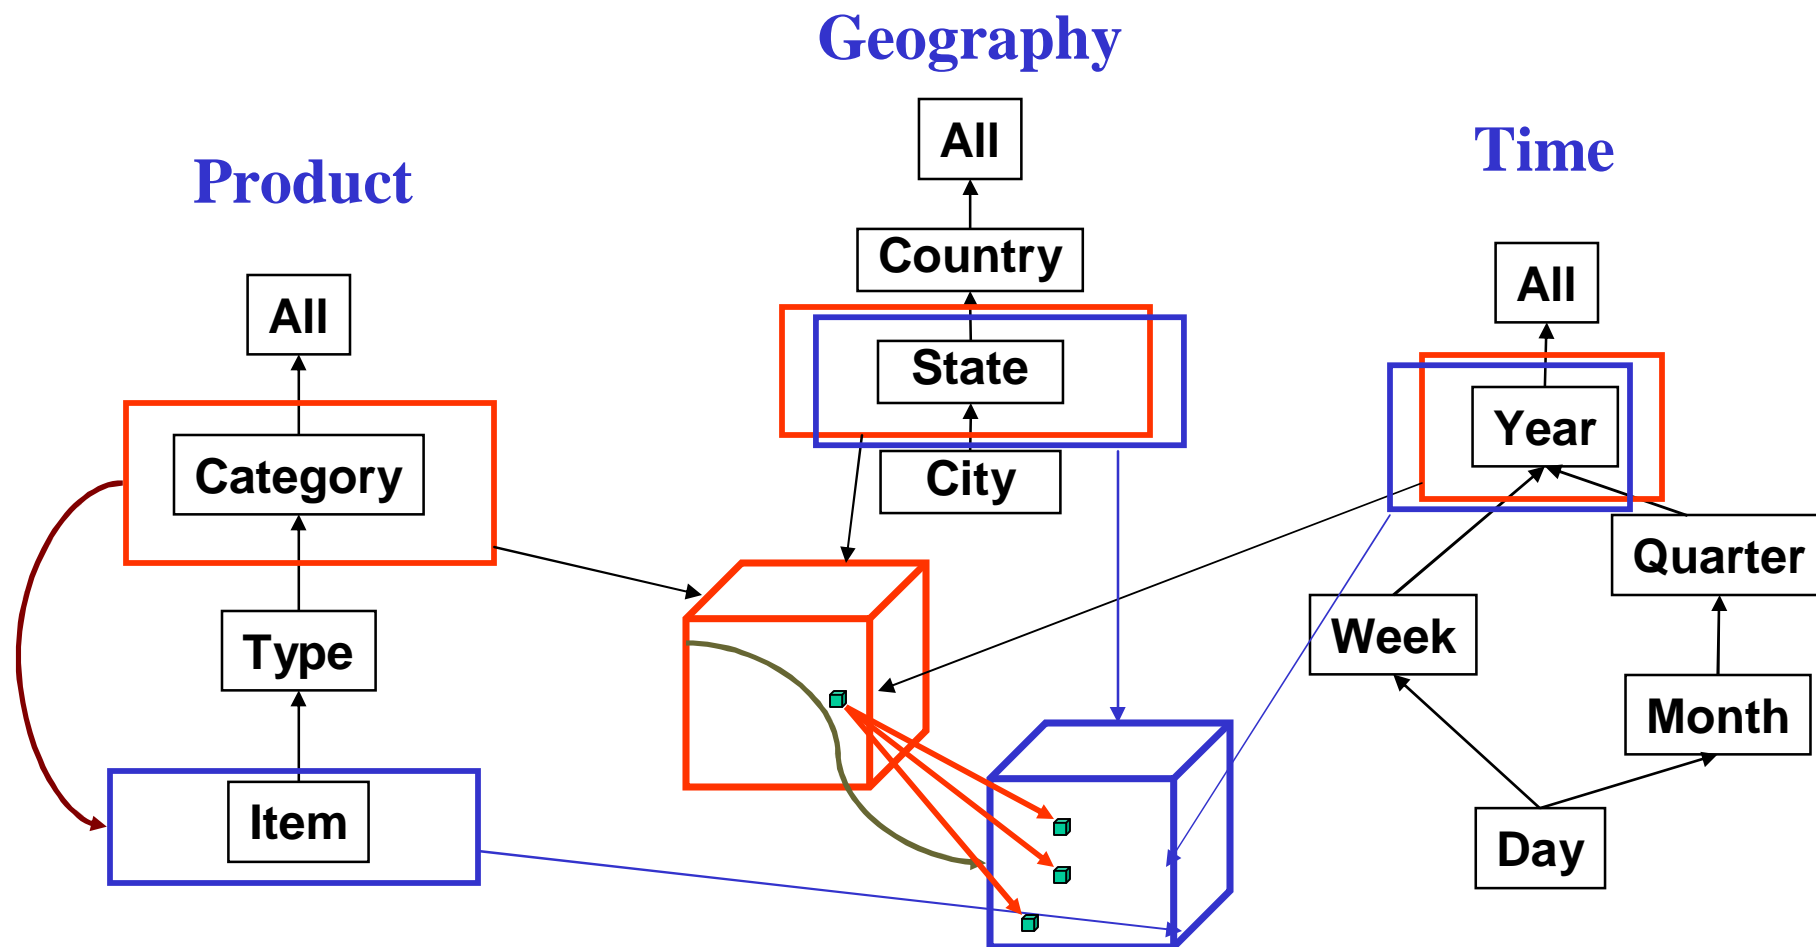 Geography
All
Country
State
City
Product
All
Category
Type
Item
Time
All
Year
Quarter
Week
Month
Day